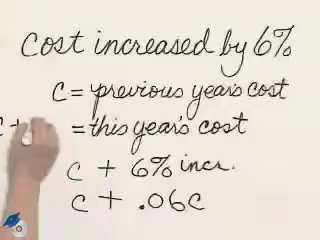 Cost increased by 6%
C = previous year's cost
C + = this year's cost
C + 6% incr.
C + .06C